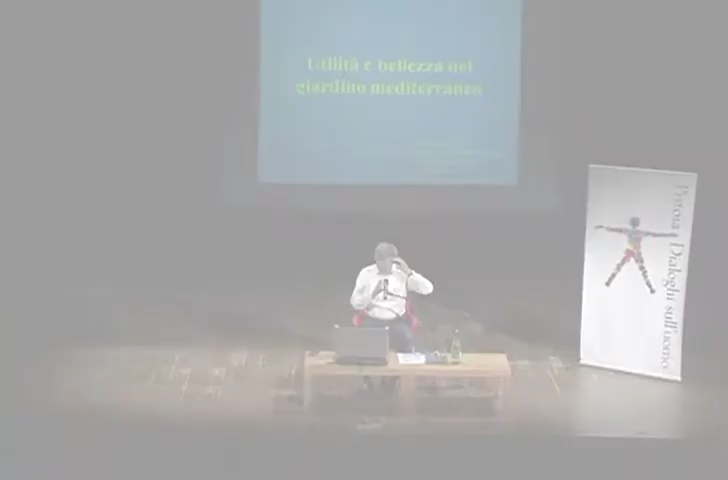 Utilità e bellezza nel
giardino mediterraneo
Pistoia - Dialoghi sull'uomo